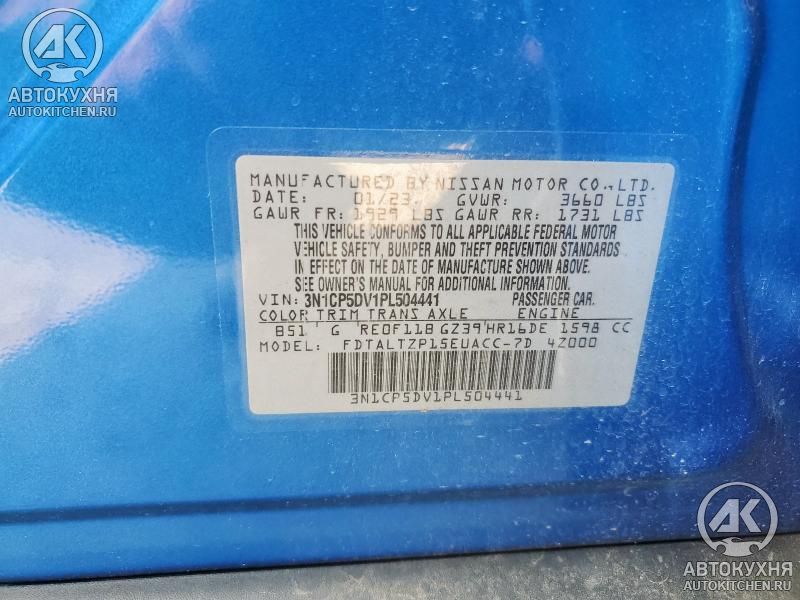 АК
АВТОКУХНЯ
AUTOKITCHEN.RU
MANUFACTURED BY NISSAN MOTOR CO.,LTD.
DATE: 01/23 GVWR: 3660 LBS
GAWR FR: 1929 LBS GAWR RR: 1731 LBS
THIS VEHICLE CONFORMS TO ALL APPLICABLE FEDERAL MOTOR
VEHICLE SAFETY, BUMPER AND THEFT PREVENTION STANDARDS
IN EFFECT ON THE DATE OF MANUFACTURE SHOWN ABOVE.
SEE OWNER'S MANUAL FOR ADDITIONAL INFORMATION.
VIN: 3N1CP5DV1PL504441 PASSENGER CAR.
COLOR TRIM TRANS AXLE ENGINE
B51 G RE0F11B GZ39 HR16DE 1598 CC
MODEL: FDTALTZP15EUACC-7D 4Z000
3N1CP5DV1PL504441
АК
АВТОКУХНЯ
AUTOKITCHEN.RU